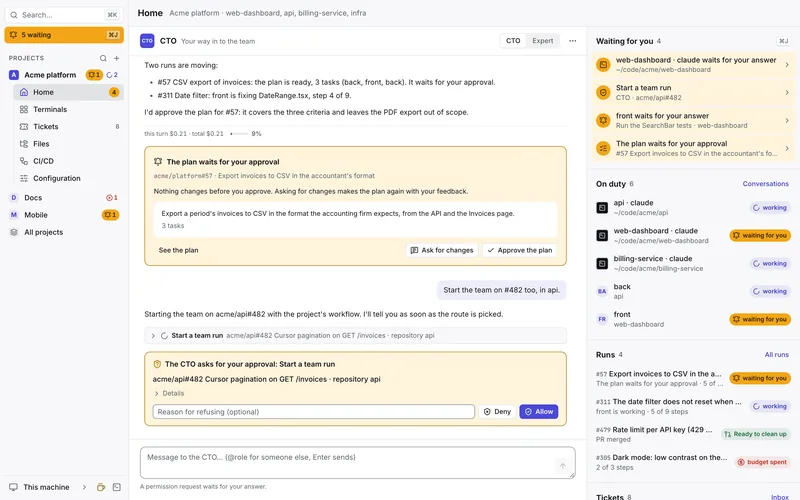 Search... ⌘K
5 waiting ⌘J
PROJECTS
A Acme platform 1 2
Home 4
Terminals
Tickets 8
Files
CI/CD
Configuration
D Docs 1
M Mobile 1
All projects
This machine
Home Acme platform · web-dashboard, api, billing-service, infra
CTO CTO Your way in to the team
CTO Expert
Two runs are moving:
• #57 CSV export of invoices: the plan is ready, 3 tasks (back, front, back). It waits for your approval.
• #311 Date filter: front is fixing DateRange.tsx, step 4 of 9.
I'd approve the plan for #57: it covers the three criteria and leaves the PDF export out of scope.
this turn $0.21 · total $0.21 9%
The plan waits for your approval
acme/platform#57 · Export invoices to CSV in the accountant's format
Nothing changes before you approve. Asking for changes makes the plan again with your feedback.
Export a period's invoices to CSV in the format the accounting firm expects, from the API and the Invoices page.
3 tasks
See the plan Ask for changes Approve the plan
Start the team on #482 too, in api.
Starting the team on acme/api#482 with the project's workflow. I'll tell you as soon as the route is picked.
Start a team run acme/api#482 Cursor pagination on GET /invoices · repository api
The CTO asks for your approval: Start a team run
acme/api#482 Cursor pagination on GET /invoices · repository api
Details
Reason for refusing (optional) Deny Allow
Message to the CTO... (@role for someone else, Enter sends)
A permission request waits for your answer.
Waiting for you 4 ⌘J
web-dashboard · claude waits for your answer
~/code/acme/web-dashboard
Start a team run
CTO · acme/api#482
front waits for your answer
Run the SearchBar tests · web-dashboard
The plan waits for your approval
#57 Export invoices to CSV in the accountant's fo...
On duty 6 Conversations
api · claude
~/code/acme/api
working
web-dashboard · claude
~/code/acme/web-dashboard
waiting for you
billing-service · claude
~/code/acme/billing-service
working
BA back
api
working
FR front
web-dashboard
waiting for you
Runs 4 All runs
#57 Export invoices to CSV in the a...
The plan waits for your approval · 5 of ...
waiting for you
#311 The date filter does not reset when ...
front is working · 5 of 9 steps
working
#479 Rate limit per API key (429 ...
PR merged
Ready to clean up
#305 Dark mode: low contrast on the...
2 of 3 steps
budget spent
Tickets 8 Inbox